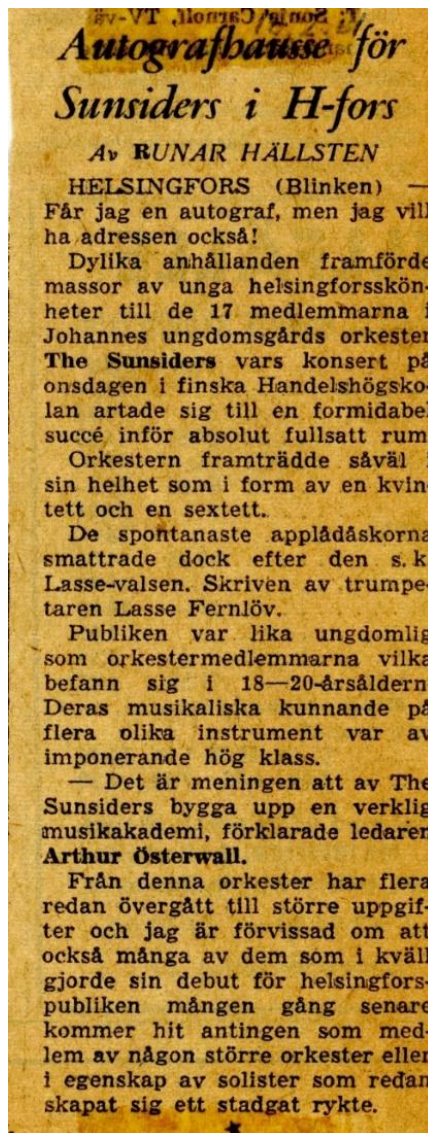 Autografhausse för
Sunsiders i H-fors
Av RUNAR HÄLLSTEN
HELSINGFORS (Blinken) —
Får jag en autograf, men jag vill
ha adressen också!
Dylika anhållanden framförde
massor av unga helsingforsskön-
heter till de 17 medlemmarna i
Johannes ungdomsgårds orkester
The Sunsiders vars konsert på
onsdagen i finska Handelshögsko-
lan artade sig till en formidabel
succé inför absolut fullsatt rum.
Orkestern framträdde såväl i
sin helhet som i form av en kvin-
tett och en sextett.
De spontanaste applådåskorna
smattrade dock efter den s. k.
Lasse-valsen. Skriven av trumpe-
taren Lasse Fernlöv.
Publiken var lika ungdomlig
som orkestermedlemmarna vilka
befann sig i 18—20-årsåldern.
Deras musikaliska kunnande på
flera olika instrument var av
imponerande hög klass.
— Det är meningen att av The
Sunsiders bygga upp en verklig
musikakademi, förklarade ledaren
Arthur Österwall.
Från denna orkester har flera
redan övergått till större uppgif-
ter och jag är förvissad om att
också många av dem som i kväll
gjorde sin debut för helsingfors-
publiken mången gång senare
kommer hit antingen som med-
lem av någon större orkester eller
i egenskap av solister som redan
skapat sig ett stadgat rykte.